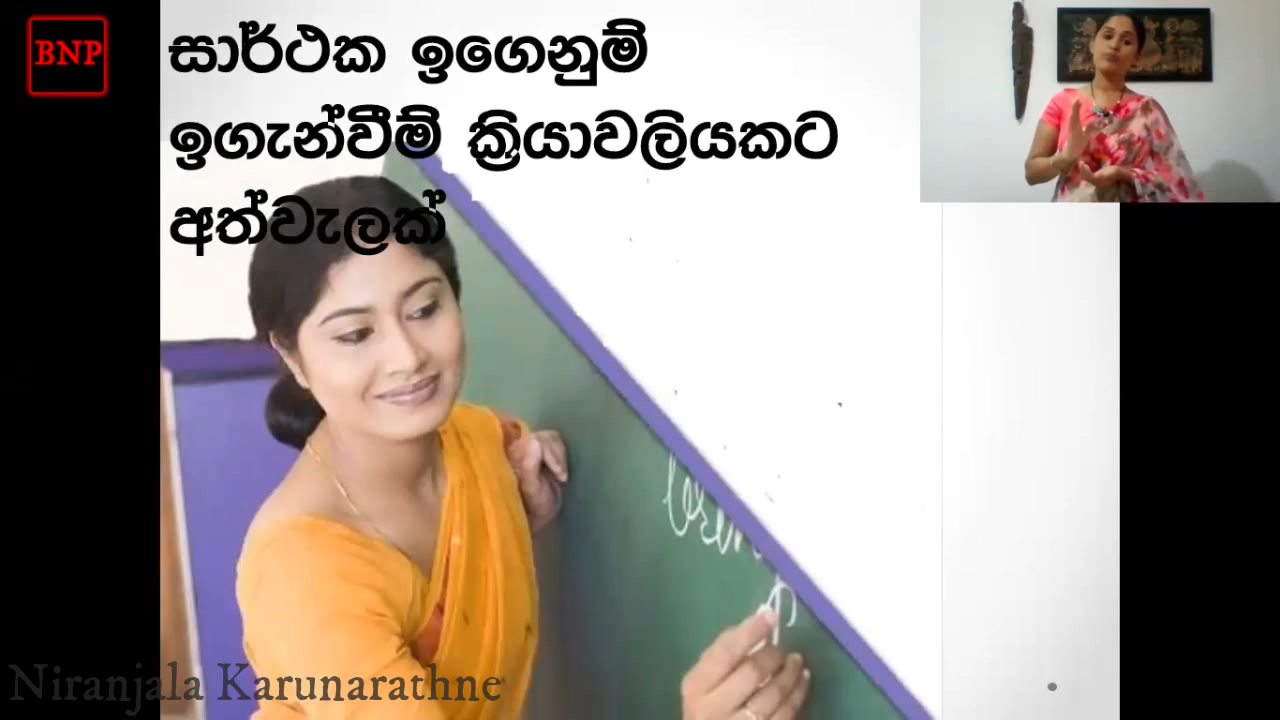 BNP
සාර්ථක ඉගෙනුම්
ඉගැන්වීම් ක්‍රියාවලියකට
අත්වැලක්
Niranjala Karunarathne